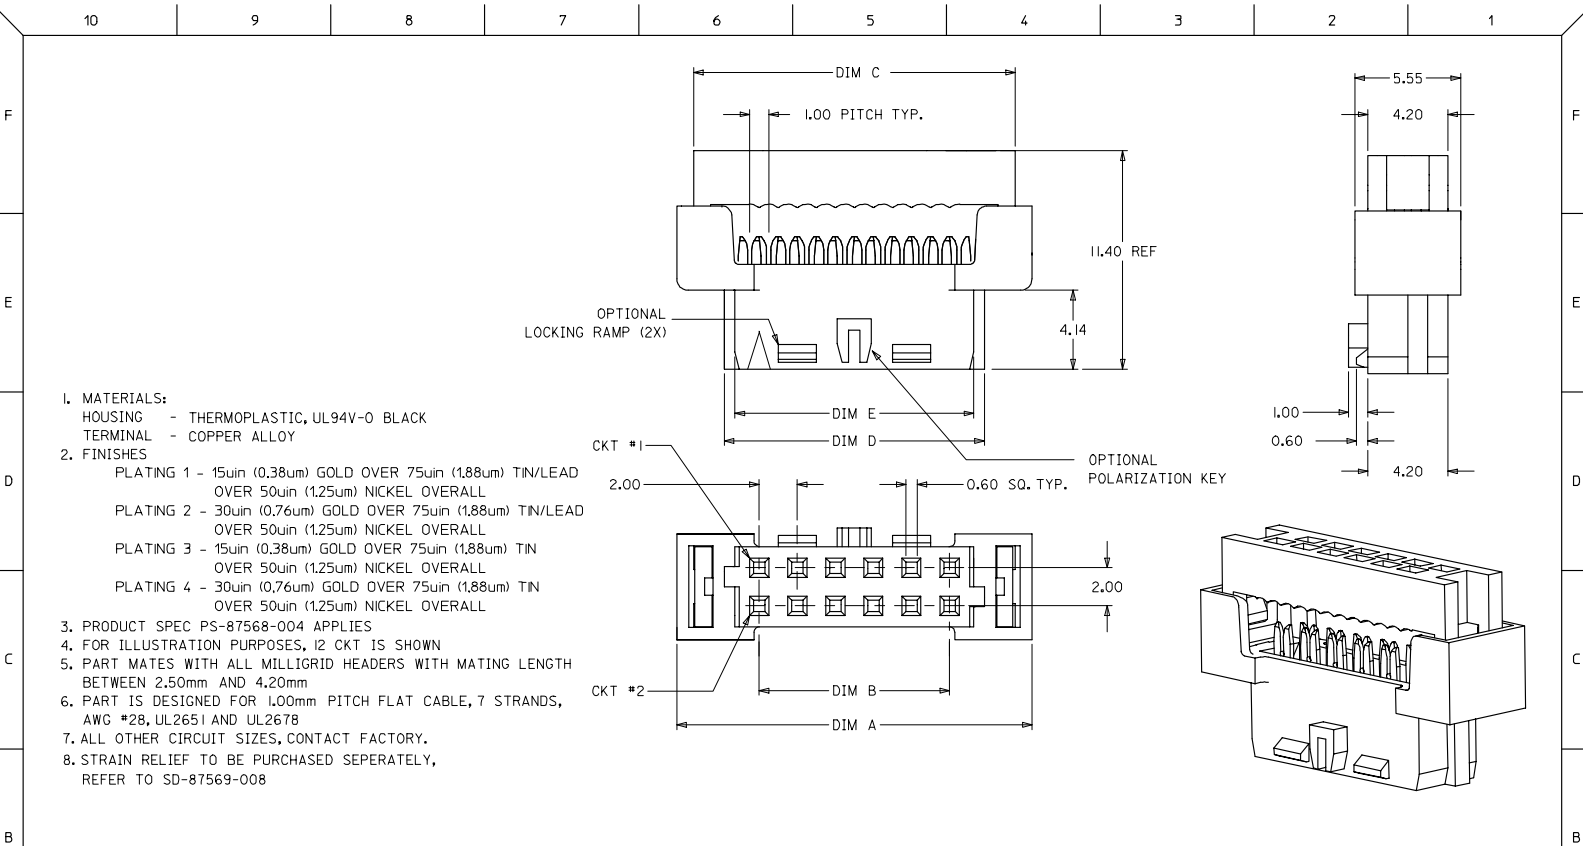 10 9 8 7 6 5 4 3 2 1
DIM C
5.55
F
1.00 PITCH TYP.
4.20
F
11.40 REF
E
E
OPTIONAL
LOCKING RAMP (2X)
4.14
1. MATERIALS:
HOUSING - THERMOPLASTIC, UL94V-0 BLACK
TERMINAL - COPPER ALLOY
2. FINISHES
PLATING 1 - 15uin (0.38um) GOLD OVER 75uin (1.88um) TIN/LEAD
OVER 50uin (1.25um) NICKEL OVERALL
PLATING 2 - 30uin (0.76um) GOLD OVER 75uin (1.88um) TIN/LEAD
OVER 50uin (1.25um) NICKEL OVERALL
PLATING 3 - 15uin (0.38um) GOLD OVER 75uin (1.88um) TIN
OVER 50uin (1.25um) NICKEL OVERALL
PLATING 4 - 30uin (0.76um) GOLD OVER 75uin (1.88um) TIN
OVER 50uin (1.25um) NICKEL OVERALL
3. PRODUCT SPEC PS-87568-004 APPLIES
4. FOR ILLUSTRATION PURPOSES, 12 CKT IS SHOWN
5. PART MATES WITH ALL MILLIGRID HEADERS WITH MATING LENGTH
BETWEEN 2.50mm AND 4.20mm
6. PART IS DESIGNED FOR 1.00mm PITCH FLAT CABLE, 7 STRANDS,
AWG #28, UL2651 AND UL2678
7. ALL OTHER CIRCUIT SIZES, CONTACT FACTORY.
8. STRAIN RELIEF TO BE PURCHASED SEPERATELY,
REFER TO SD-87569-008
DIM E
DIM D
1.00
0.60
4.20
CKT #1
OPTIONAL
POLARIZATION KEY
D
D
2.00
0.60 SQ. TYP.
2.00
C
C
CKT #2
DIM B
DIM A
B
B